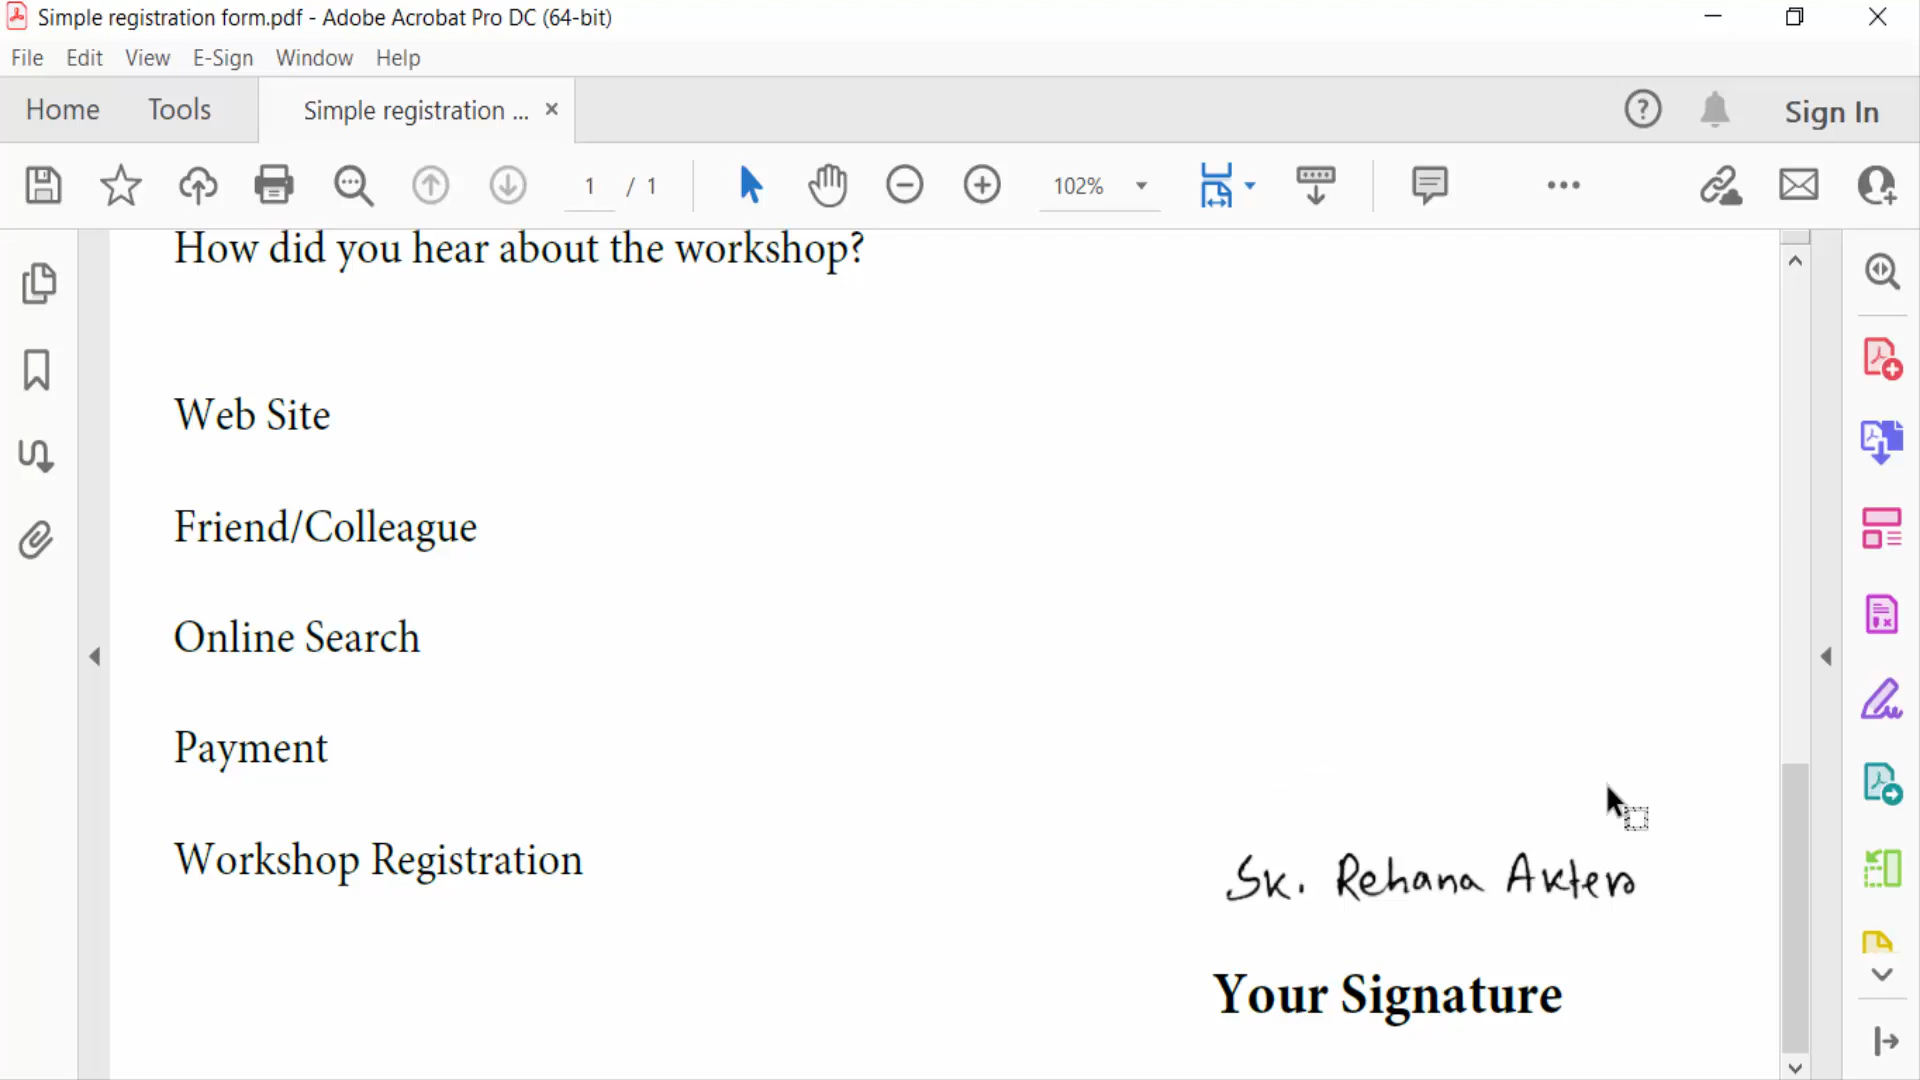 Simple registration form.pdf - Adobe Acrobat Pro DC (64-bit)
File Edit View E-Sign Window Help
Home Tools Simple registration ... Sign In
1 / 1 102%
How did you hear about the workshop?
Web Site
Friend/Colleague
Online Search
Payment
Workshop Registration
Sk. Rehana Akter
Your Signature